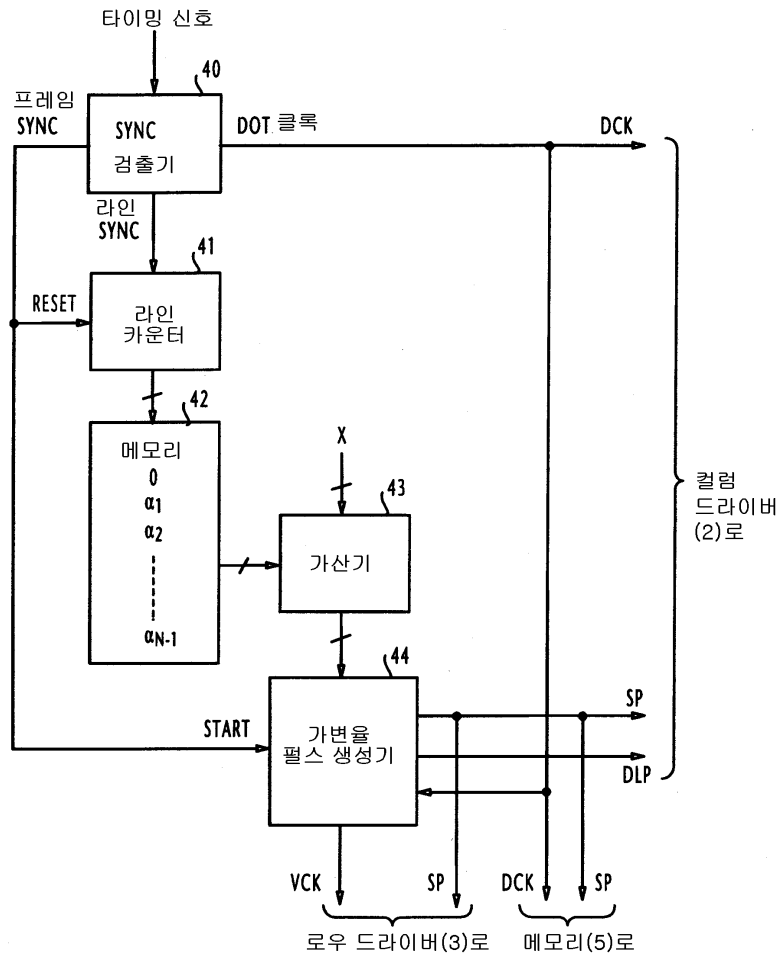 타이밍 신호
40
프레임
SYNC
SYNC
검출기
DOT 클록
DCK
라인
SYNC
41
RESET
라인
카운터
42
메모리
0
α1
α2
αN-1
X
43
가산기
컬럼
드라이버
(2)로
44
START
가변율
펄스 생성기
SP
DLP
VCK
SP
DCK
SP
로우 드라이버(3)로
메모리(5)로